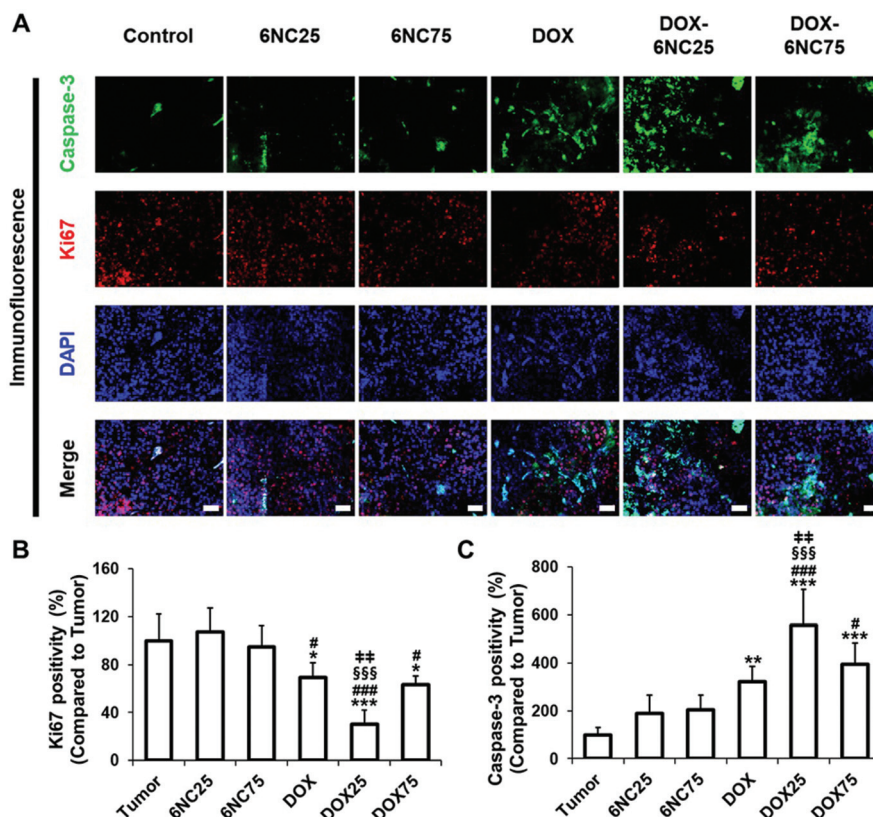 A
Control
6NC25
6NC75
DOX
DOX-
6NC25
DOX-
6NC75
Immunofluorescence
Caspase-3
Ki67
DAPI
Merge
B
Ki67 positivity (%)
(Compared to Tumor)
160
120
80
40
0
#
*
‡‡
§§§
###
***
#
*
Tumor
6NC25
6NC75
DOX
DOX25
DOX75
C
Caspase-3 positivity (%)
(Compared to Tumor)
800
600
400
200
0
**
‡‡
§§§
###
***
#
***
Tumor
6NC25
6NC75
DOX
DOX25
DOX75